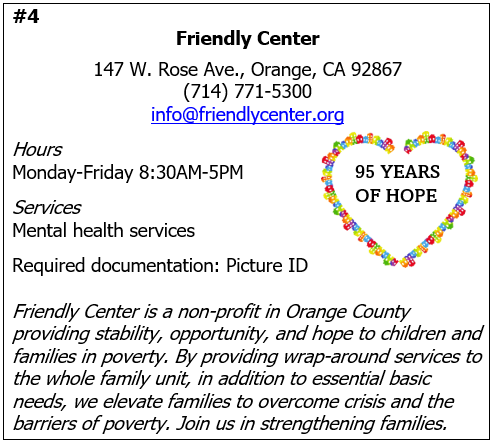 #4
Friendly Center
147 W. Rose Ave., Orange, CA 92867
(714) 771-5300
info@friendlycenter.org
Hours
Monday-Friday 8:30AM-5PM
95 YEARS
OF HOPE
Services
Mental health services
Required documentation: Picture ID
Friendly Center is a non-profit in Orange County
providing stability, opportunity, and hope to children and
families in poverty. By providing wrap-around services to
the whole family unit, in addition to essential basic
needs, we elevate families to overcome crisis and the
barriers of poverty. Join us in strengthening families.